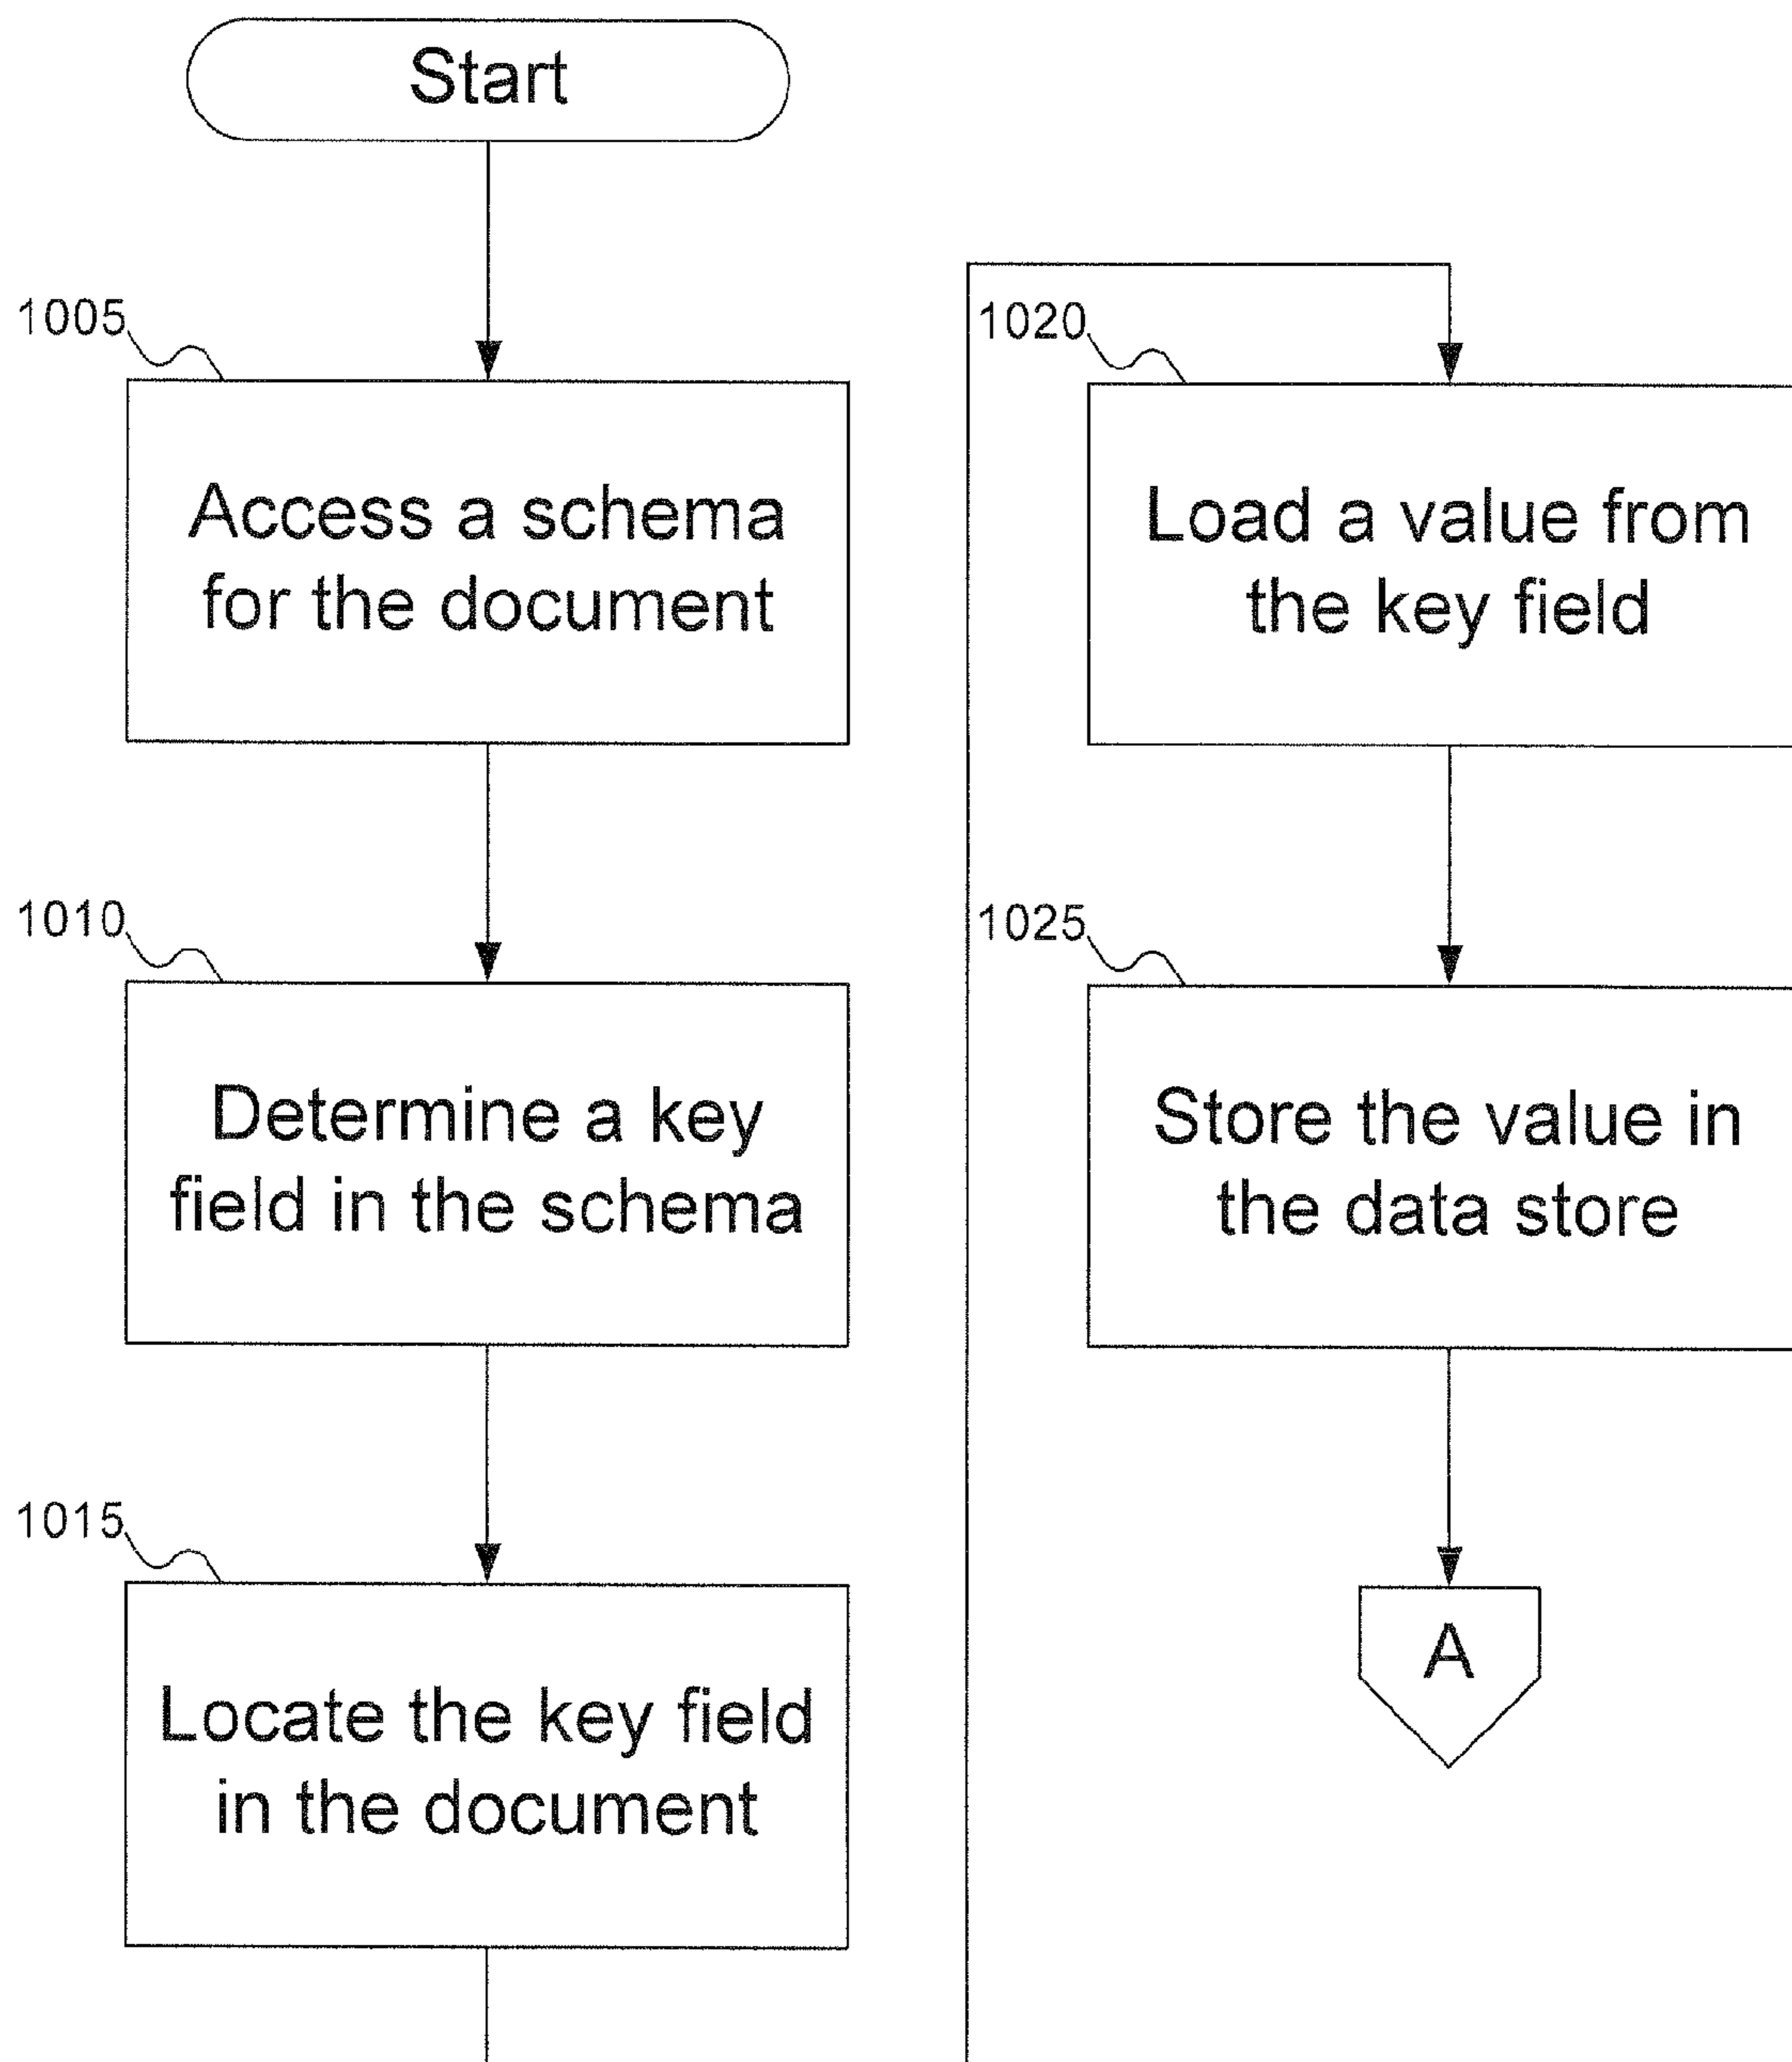 Start
1005
Access a schema
for the document
1010
Determine a key
field in the schema
1015
Locate the key field
in the document
1020
Load a value from
the key field
1025
Store the value in
the data store
A